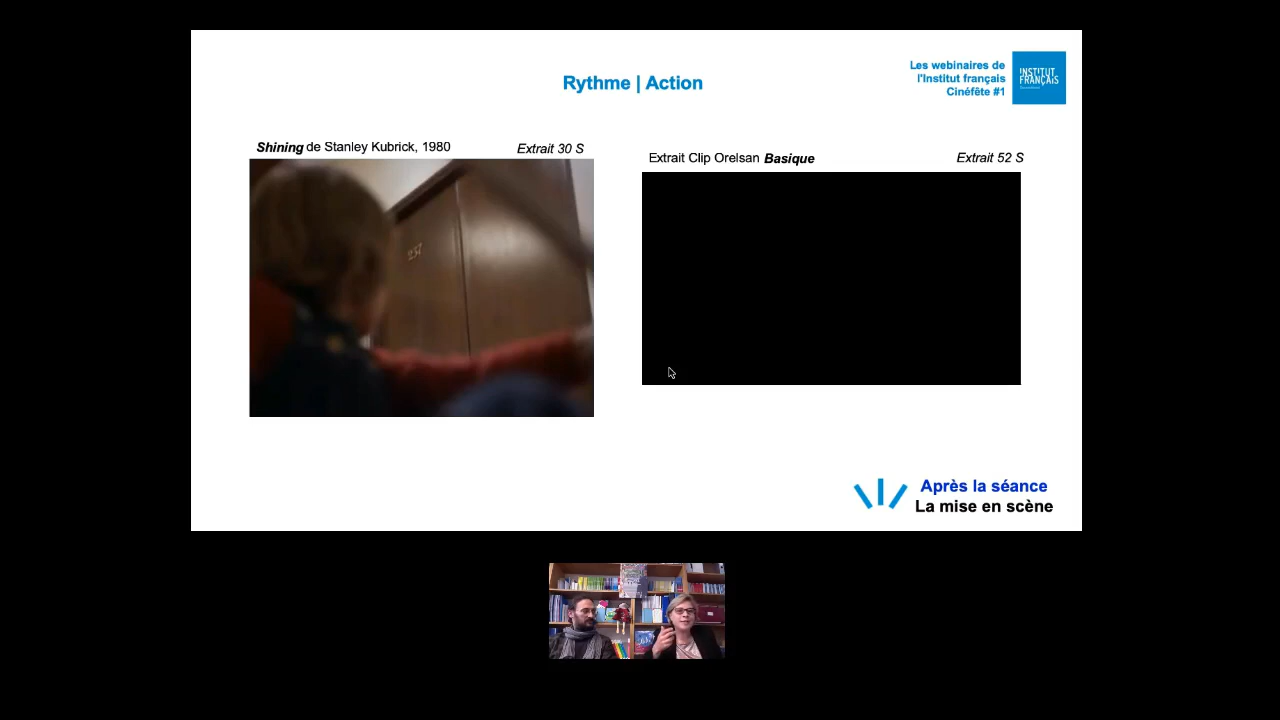 Rythme | Action
Les webinaires de
l'Institut français
Cinéfête #1
INSTITUT
FRANÇAIS
Shining de Stanley Kubrick, 1980
Extrait 30 S
237
Extrait Clip Orelsan Basique
Extrait 52 S
Après la séance
La mise en scène